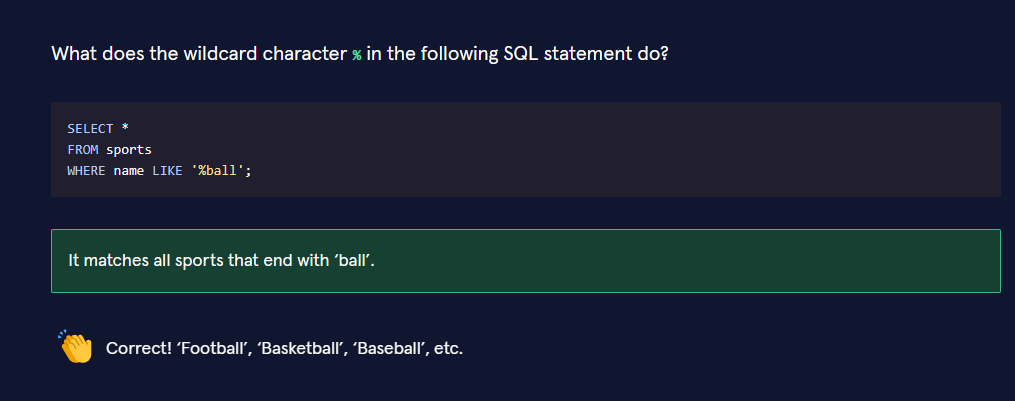 What does the wildcard character % in the following SQL statement do?
SELECT *
FROM sports
WHERE name LIKE '%ball';
It matches all sports that end with ‘ball’.
Correct! ‘Football’, ‘Basketball’, ‘Baseball’, etc.